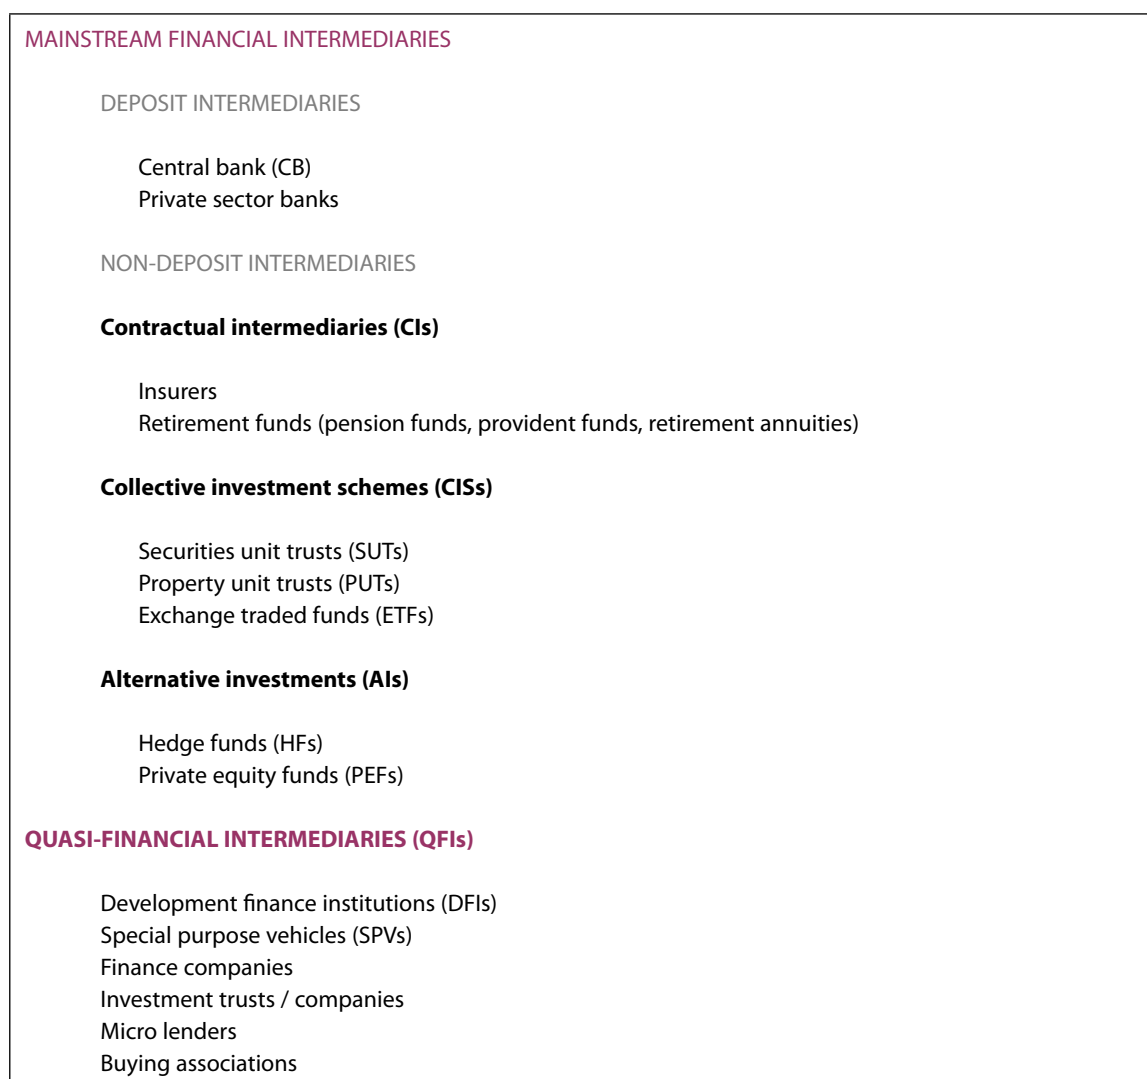 MAINSTREAM FINANCIAL INTERMEDIARIES
DEPOSIT INTERMEDIARIES
Central bank (CB)
Private sector banks
NON-DEPOSIT INTERMEDIARIES
Contractual intermediaries (CIs)
Insurers
Retirement funds (pension funds, provident funds, retirement annuities)
Collective investment schemes (CISs)
Securities unit trusts (SUTs)
Property unit trusts (PUTs)
Exchange traded funds (ETFs)
Alternative investments (AIs)
Hedge funds (HFs)
Private equity funds (PEFs)
QUASI-FINANCIAL INTERMEDIARIES (QFIs)
Development finance institutions (DFIs)
Special purpose vehicles (SPVs)
Finance companies
Investment trusts / companies
Micro lenders
Buying associations